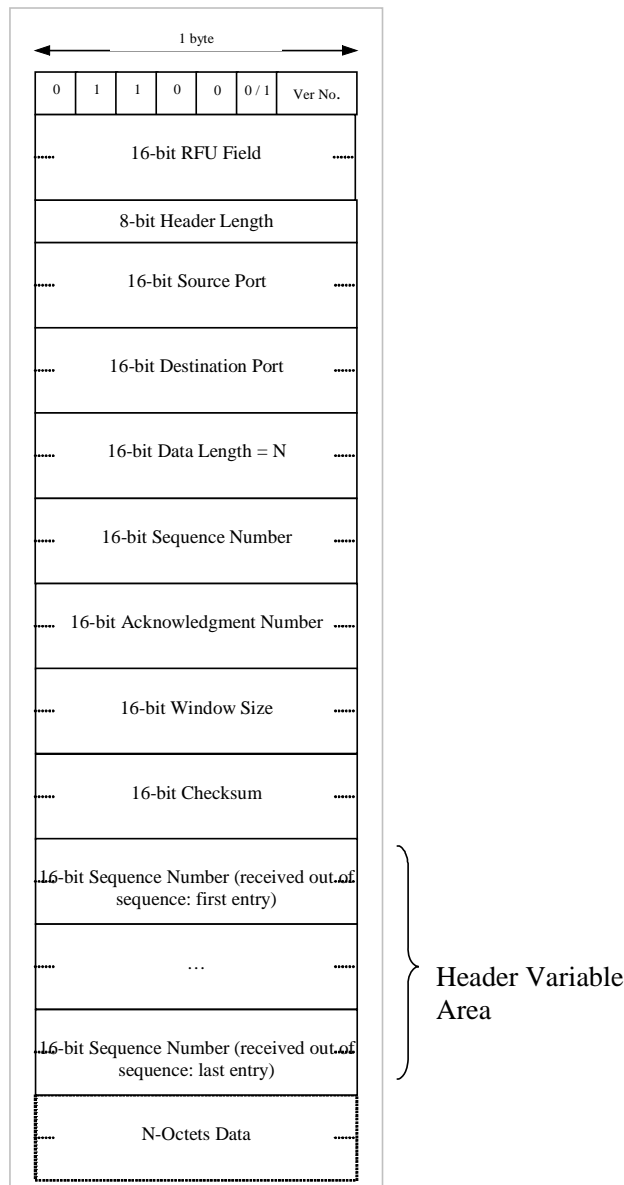 1 byte
0 1 1 0 0 0 / 1 Ver No.
16-bit RFU Field
8-bit Header Length
16-bit Source Port
16-bit Destination Port
16-bit Data Length = N
16-bit Sequence Number
16-bit Acknowledgment Number
16-bit Window Size
16-bit Checksum
16-bit Sequence Number (received out of
sequence: first entry)
…
16-bit Sequence Number (received out of
sequence: last entry)
Header Variable
Area
N-Octets Data